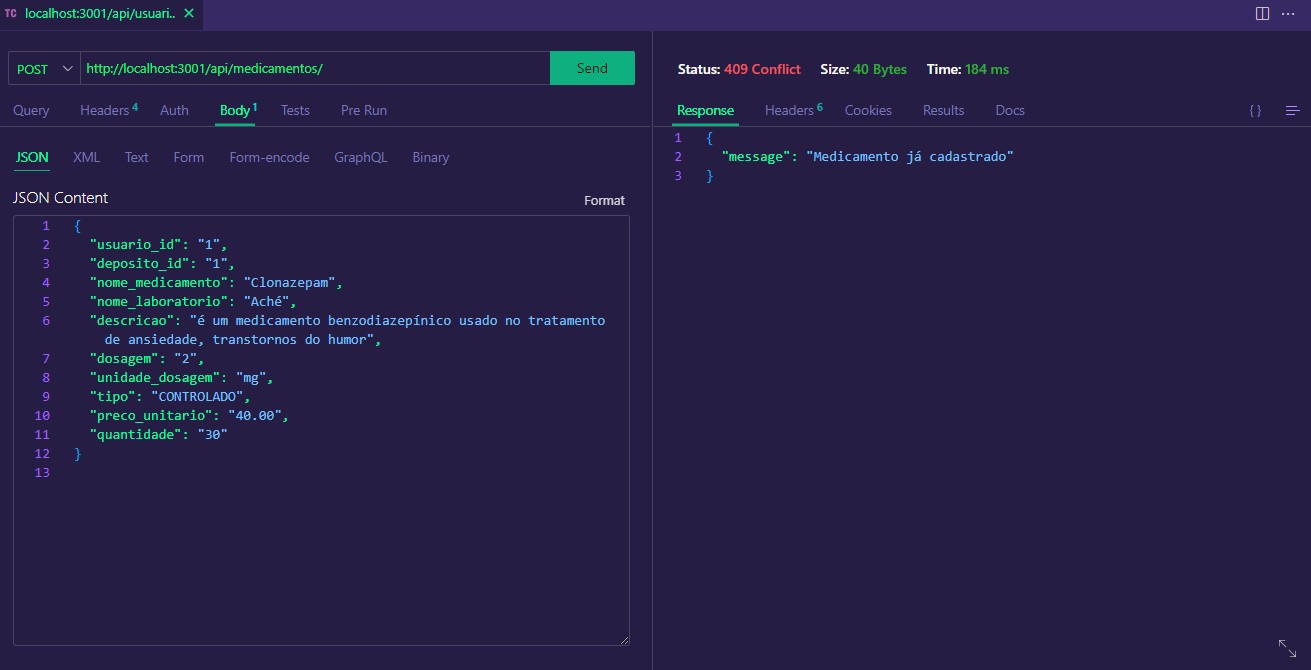 TC localhost:3001/api/usuari.. ×
POST http://localhost:3001/api/medicamentos/ Send
Query Headers 4 Auth Body 1 Tests Pre Run
JSON XML Text Form Form-encode GraphQL Binary
JSON Content Format
1 {
2 "usuario_id": "1",
3 "deposito_id": "1",
4 "nome_medicamento": "Clonazepam",
5 "nome_laboratorio": "Aché",
6 "descricao": "é um medicamento benzodiazepínico usado no tratamento
de ansiedade, transtornos do humor",
7 "dosagem": "2",
8 "unidade_dosagem": "mg",
9 "tipo": "CONTROLADO",
10 "preco_unitario": "40.00",
11 "quantidade": "30"
12 }
13
Status: 409 Conflict Size: 40 Bytes Time: 184 ms
Response Headers 6 Cookies Results Docs { }
1 {
2 "message": "Medicamento já cadastrado"
3 }